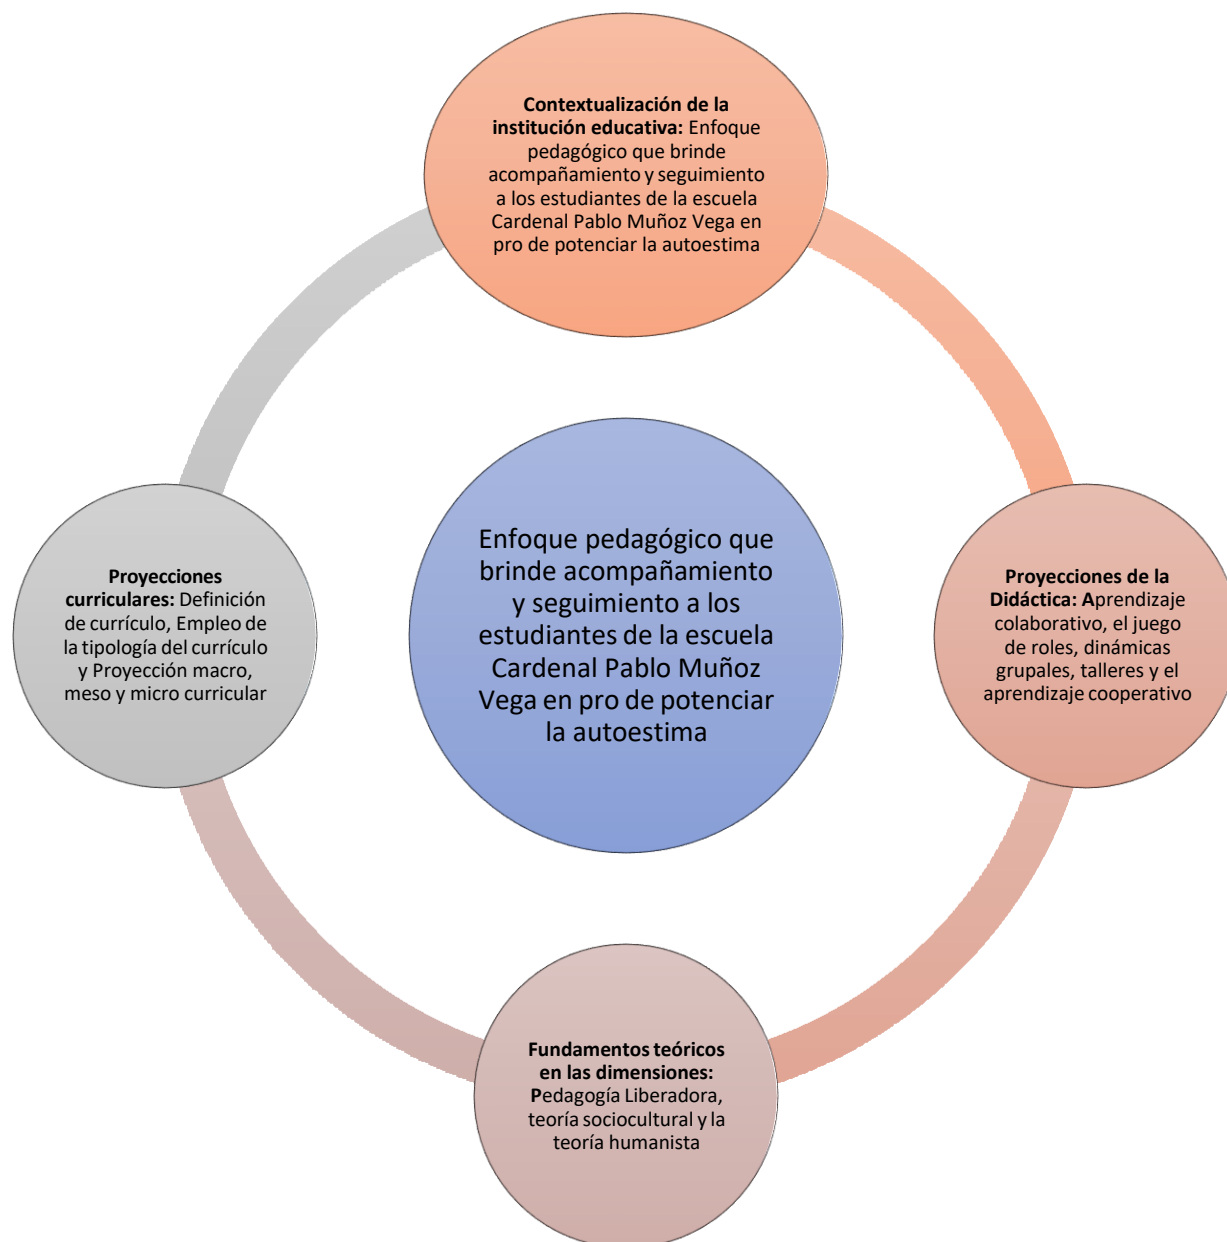 Contextualización de la
institución educativa: Enfoque
pedagógico que brinde
acompañamiento y seguimiento
a los estudiantes de la escuela
Cardenal Pablo Muñoz Vega en
pro de potenciar la autoestima
Proyecciones
curriculares: Definición
de currículo, Empleo de
la tipología del currículo
y Proyección macro,
meso y micro curricular
Enfoque pedagógico que
brinde acompañamiento
y seguimiento a los
estudiantes de la escuela
Cardenal Pablo Muñoz
Vega en pro de potenciar
la autoestima
Proyecciones de la
Didáctica: Aprendizaje
colaborativo, el juego
de roles, dinámicas
grupales, talleres y el
aprendizaje cooperativo
Fundamentos teóricos
en las dimensiones:
Pedagogía Liberadora,
teoría sociocultural y la
teoría humanista